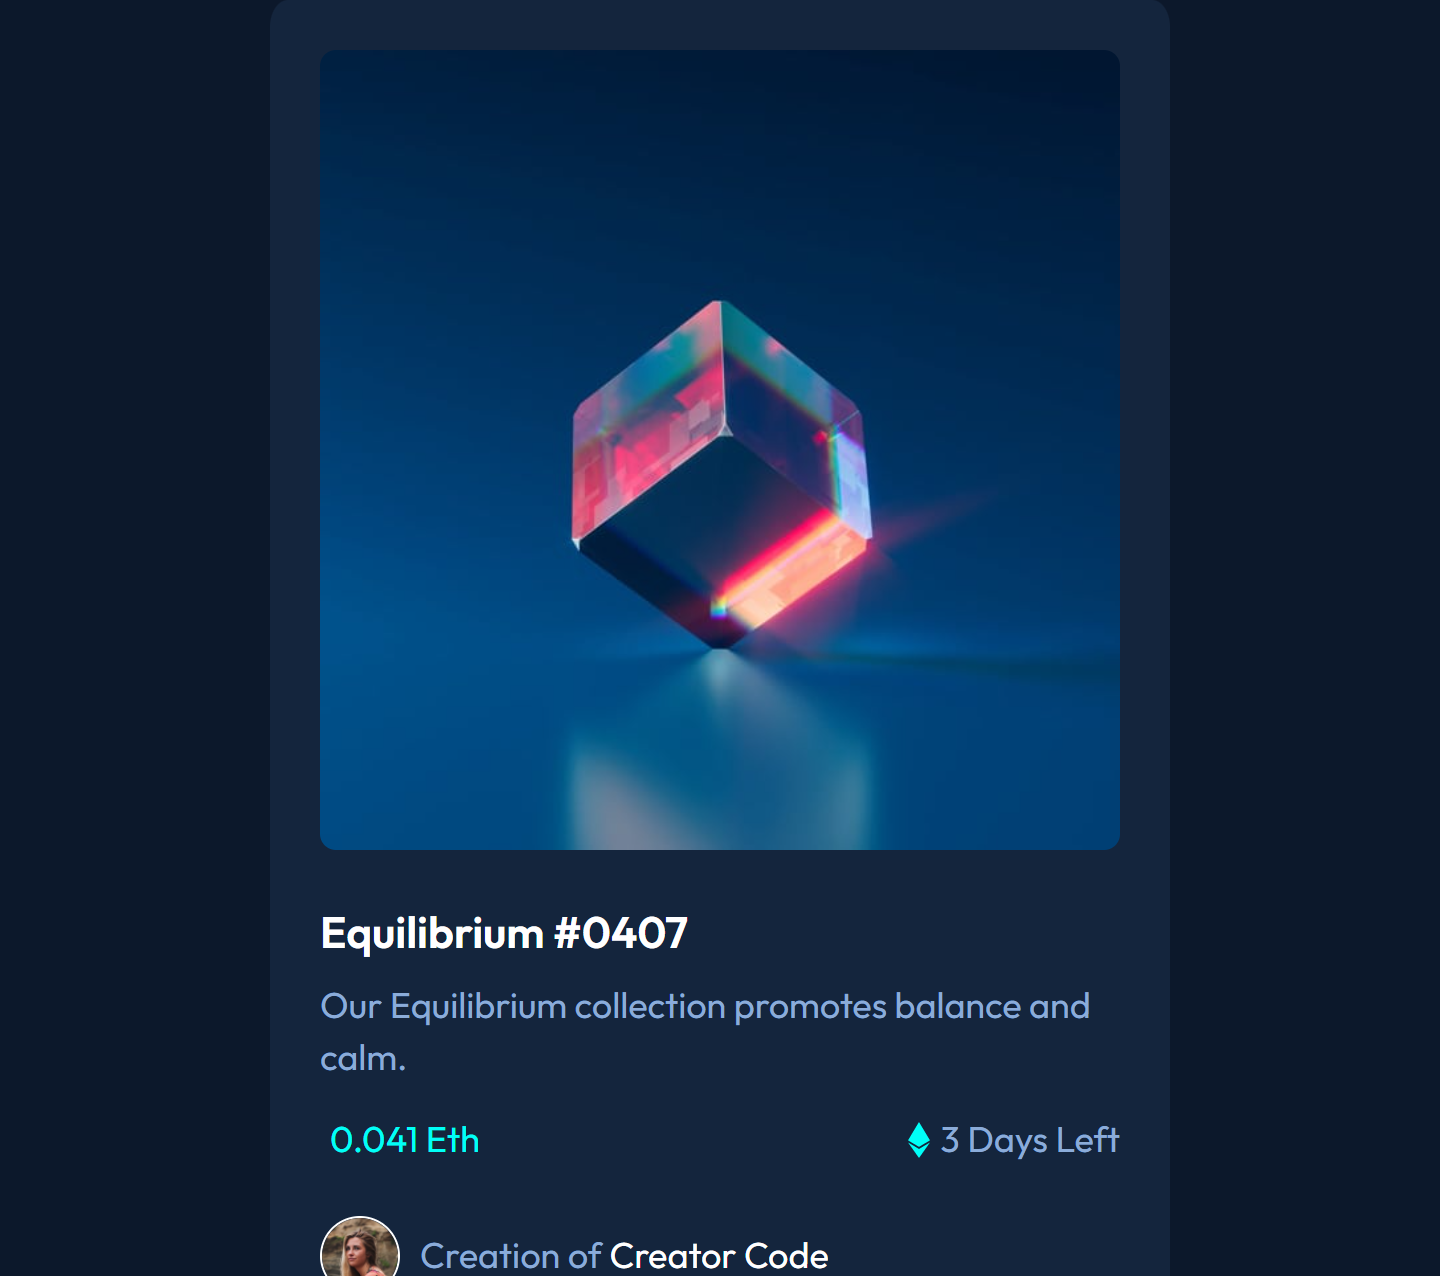 Equilibrium #0407
Our Equilibrium collection promotes balance and
calm.
0.041 Eth
3 Days Left
Creation of Creator Code